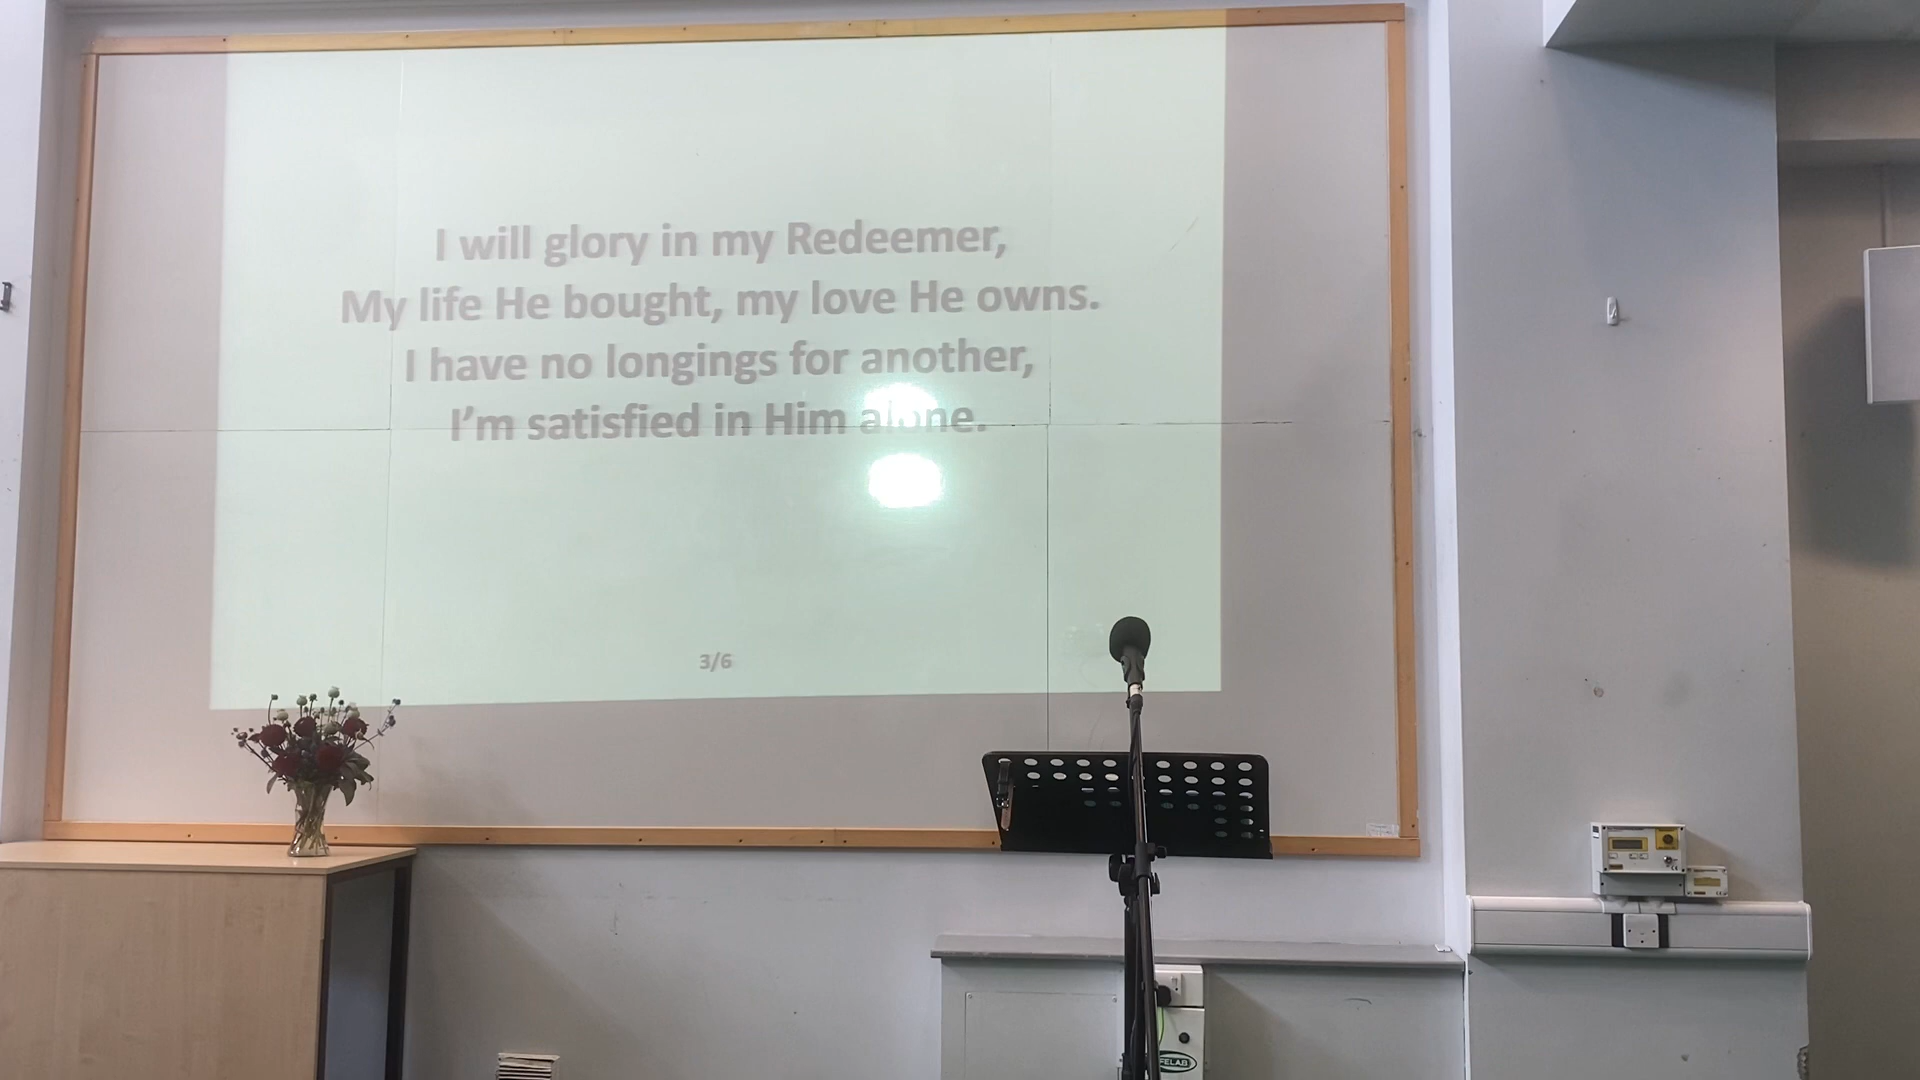 I will glory in my Redeemer,
My life He bought, my love He owns.
I have no longings for another,
I'm satisfied in Him alone.
3/6
FELAB